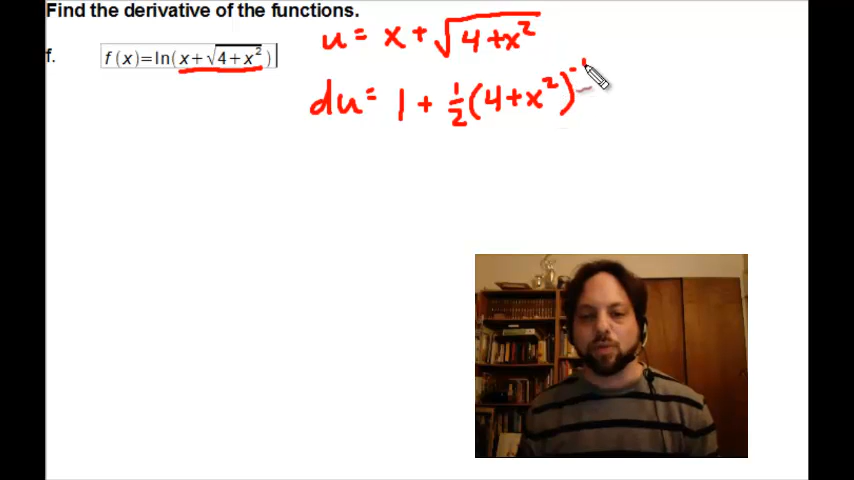 Find the derivative of the functions.
f. f(x)=ln(x+√4+x²) u = x + √4+x²
du = 1 + ½(4+x²)⁻